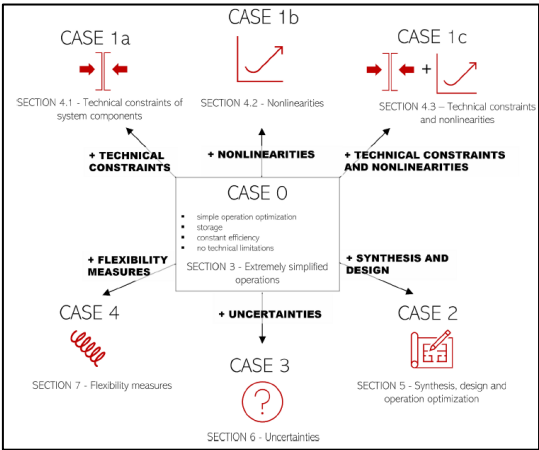 CASE 1a
CASE 1b
CASE 1c
+
SECTION 4.1 - Technical constraints of
system components
SECTION 4.2 - Nonlinearities
SECTION 4.3 – Technical constraints
and nonlinearities
+ TECHNICAL
CONSTRAINTS
+ NONLINEARITIES
+ TECHNICAL CONSTRAINTS
AND NONLINEARITIES
CASE 0
▪ simple operation optimization
▪ storage
▪ constant efficiency
▪ no technical limitations
SECTION 3 - Extremely simplified
operations
+ FLEXIBILITY
MEASURES
+ SYNTHESIS AND
DESIGN
+ UNCERTAINTIES
CASE 4
SECTION 7 - Flexibility measures
CASE 3
?
SECTION 6 - Uncertainties
CASE 2
SECTION 5 - Synthesis, design and
operation optimization